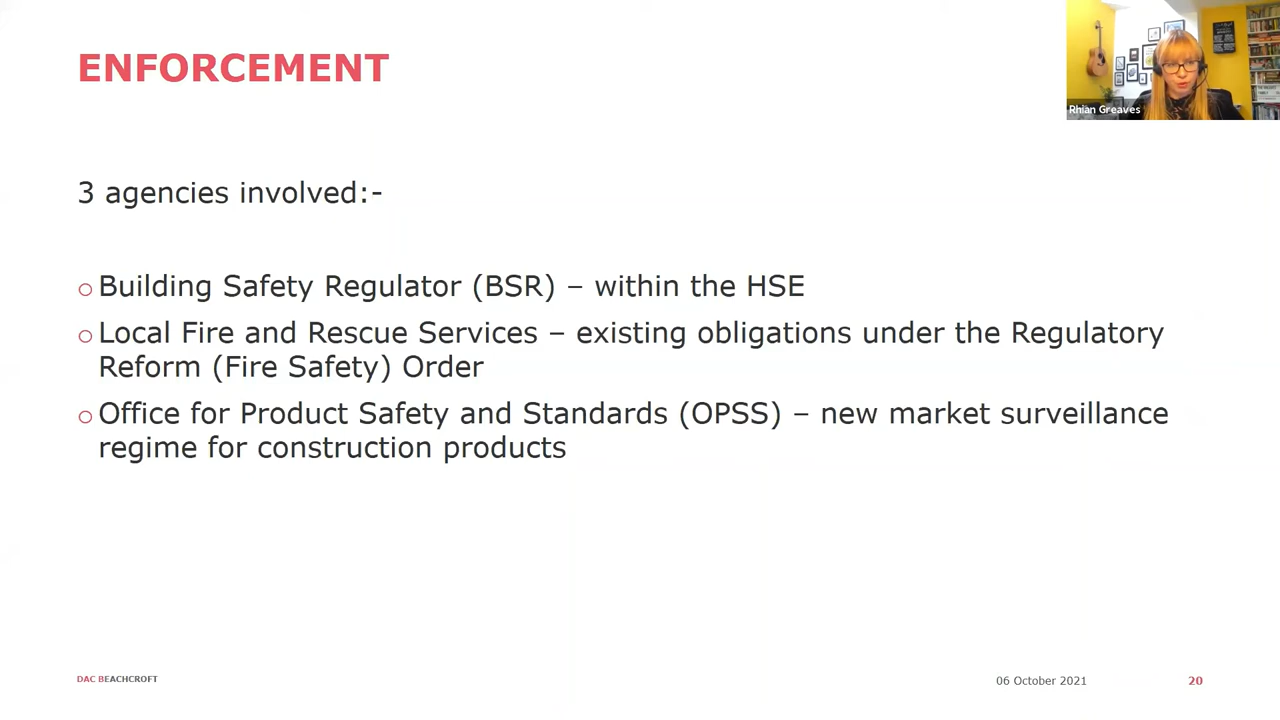 ENFORCEMENT
Rhian Greaves
3 agencies involved:-
○ Building Safety Regulator (BSR) – within the HSE
○ Local Fire and Rescue Services – existing obligations under the Regulatory
Reform (Fire Safety) Order
○ Office for Product Safety and Standards (OPSS) – new market surveillance
regime for construction products
DAC BEACHCROFT
06 October 2021
20